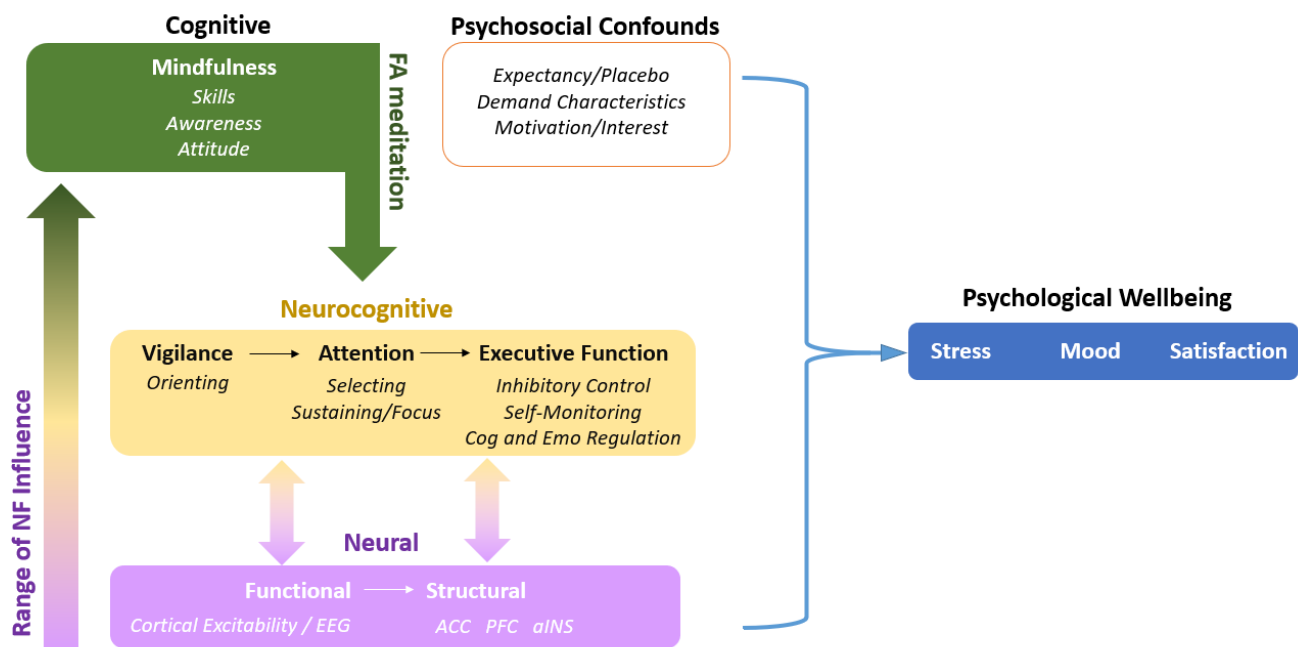 Cognitive
Mindfulness
Skills
Awareness
Attitude
FA meditation
Psychosocial Confounds
Expectancy/Placebo
Demand Characteristics
Motivation/Interest
Range of NF Influence
Neurocognitive
Vigilance
Orienting
Attention
Selecting
Sustaining/Focus
Executive Function
Inhibitory Control
Self-Monitoring
Cog and Emo Regulation
Neural
Functional
Cortical Excitability / EEG
Structural
ACC PFC aINS
Psychological Wellbeing
Stress Mood Satisfaction